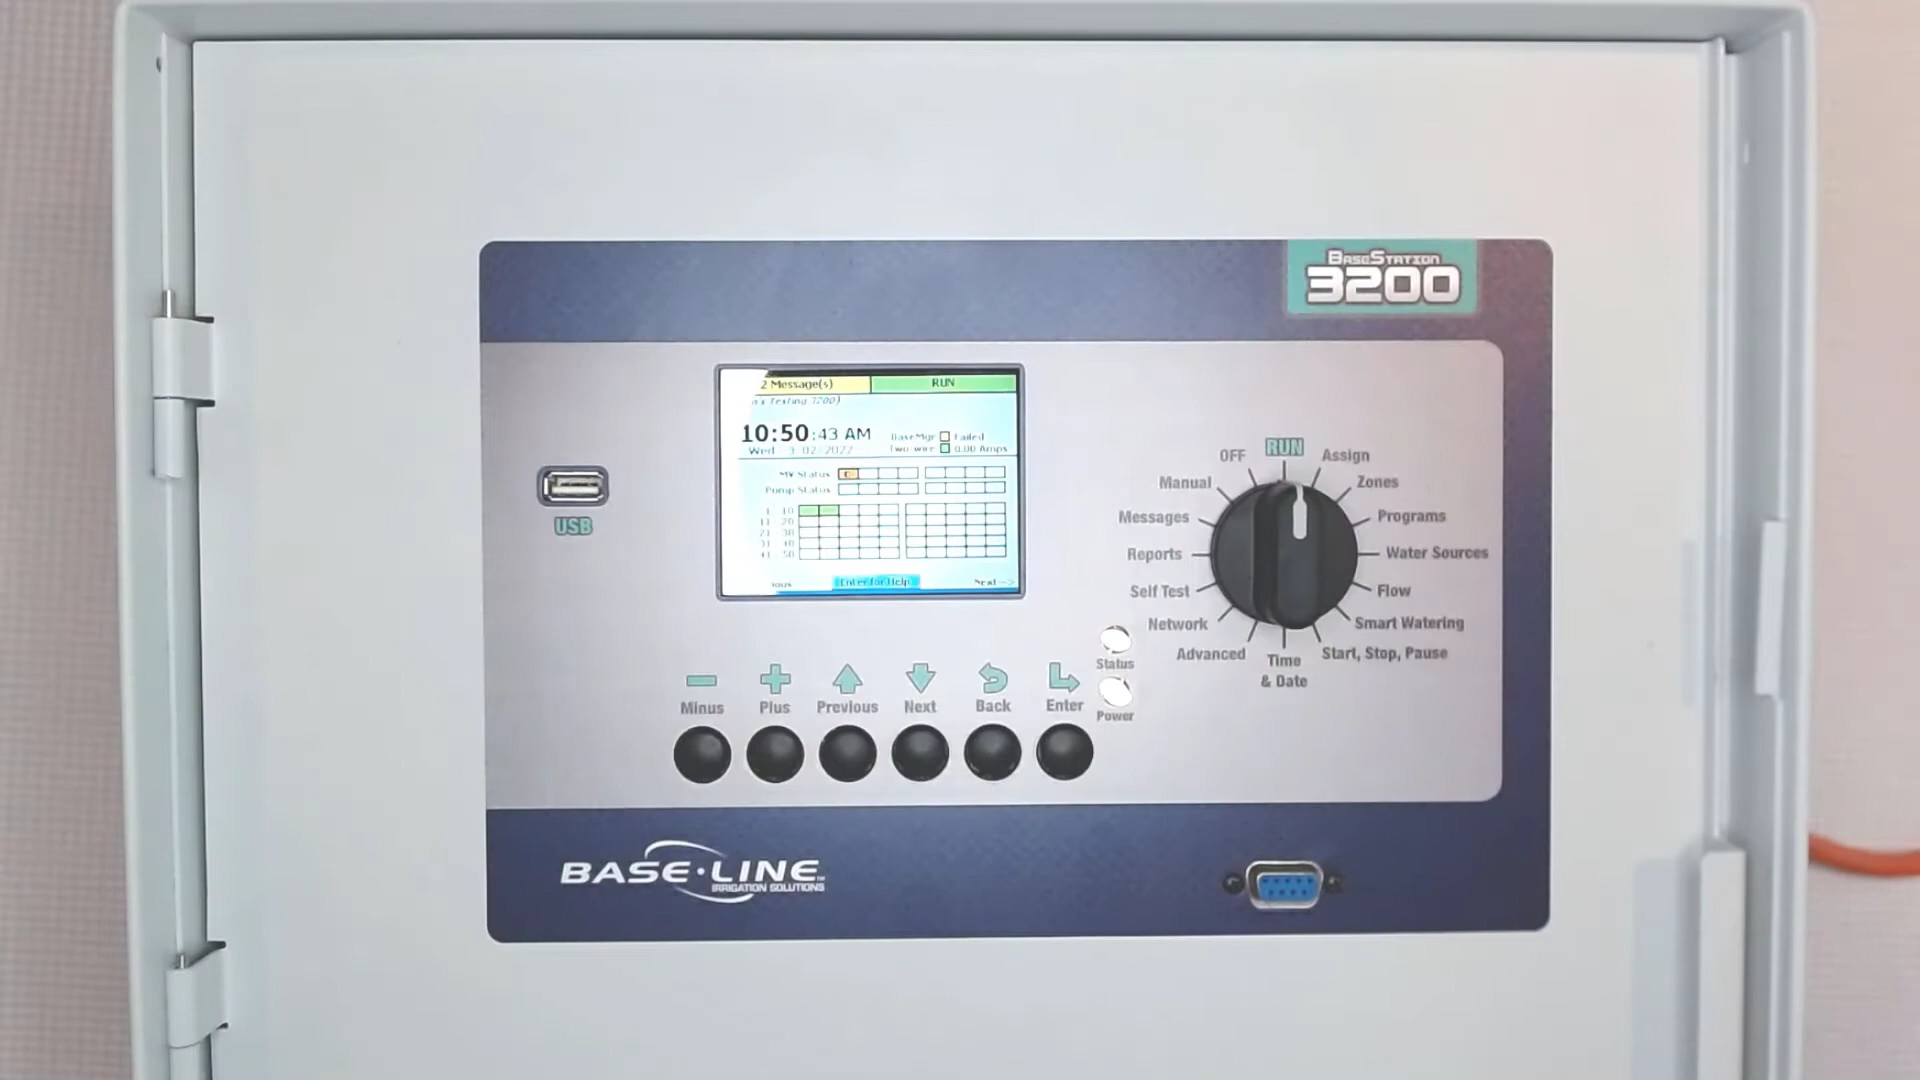 BaseStation
3200
2 Message(s) RUN
Testing 3200)
10:50:43 AM
BaseMgr Failed
Wed 2022
Two-wire 0.00 Amps
MV Status
Pump Status
1 10
11 20
21 30
31 40
41 50
Enter for Help Next -->
USB
OFF
RUN
Assign
Manual
Zones
Messages
Programs
Reports
Water Sources
Self Test
Flow
Network
Smart Watering
Advanced
Time
& Date
Start, Stop, Pause
Status
Power
Minus Plus Previous Next Back Enter
BASE•LINE™
IRRIGATION SOLUTIONS